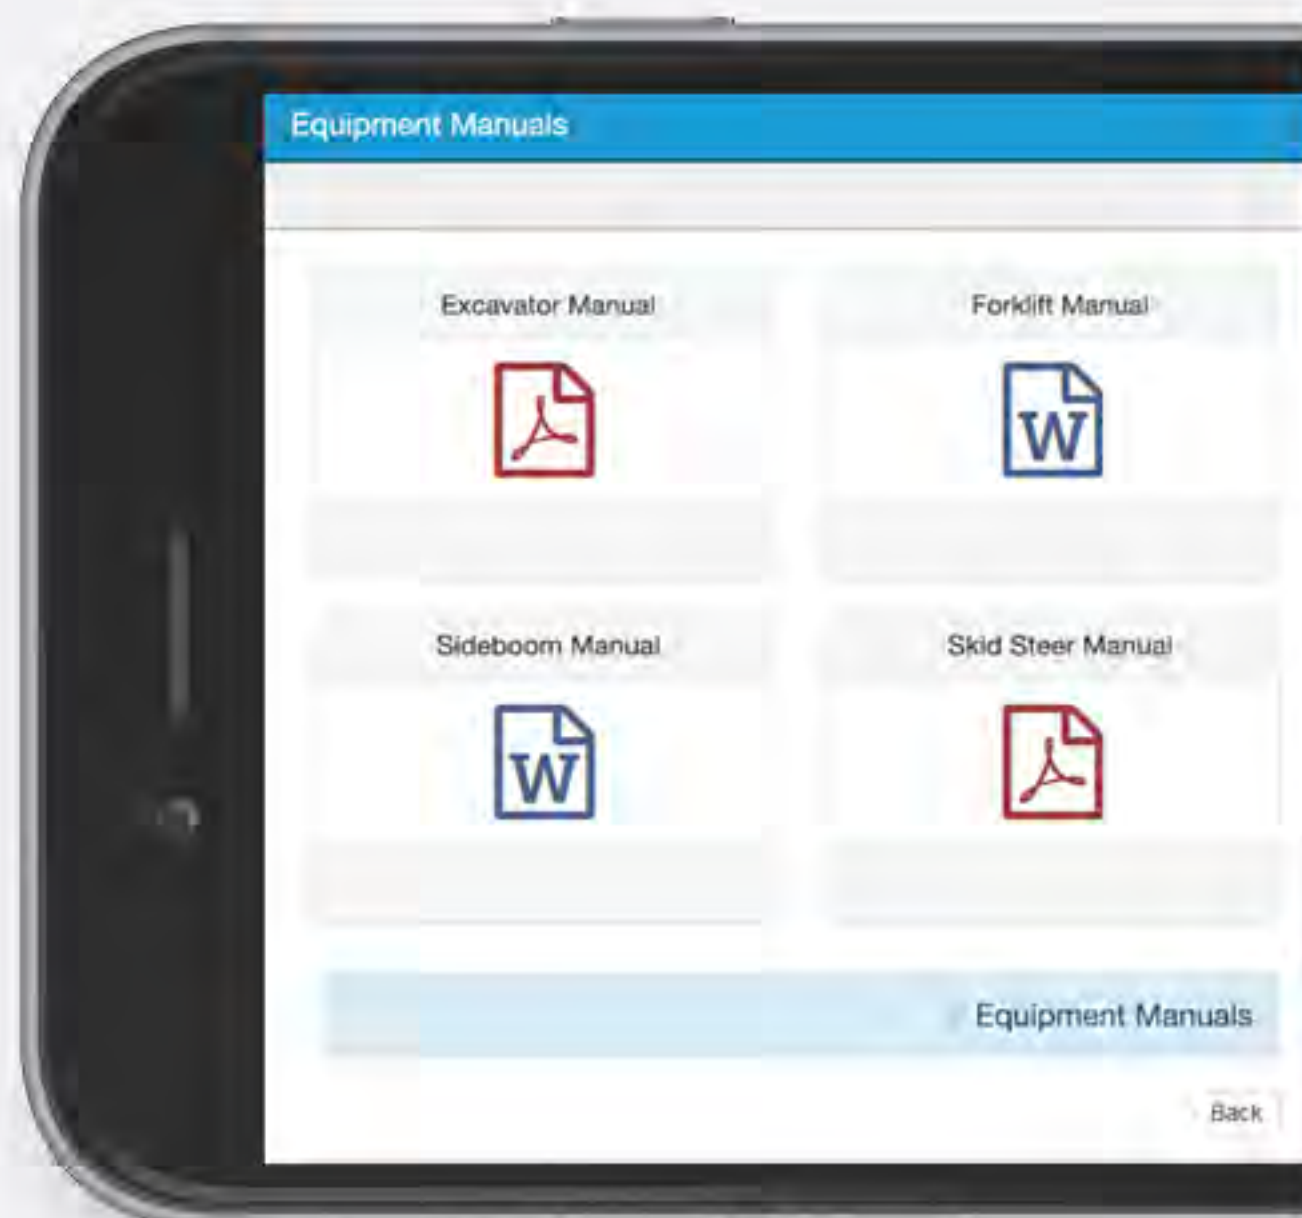 Equipment Manuals
Excavator Manual
Forklift Manual
W
Sideboom Manual
Skid Steer Manual
W
Equipment Manuals
Back